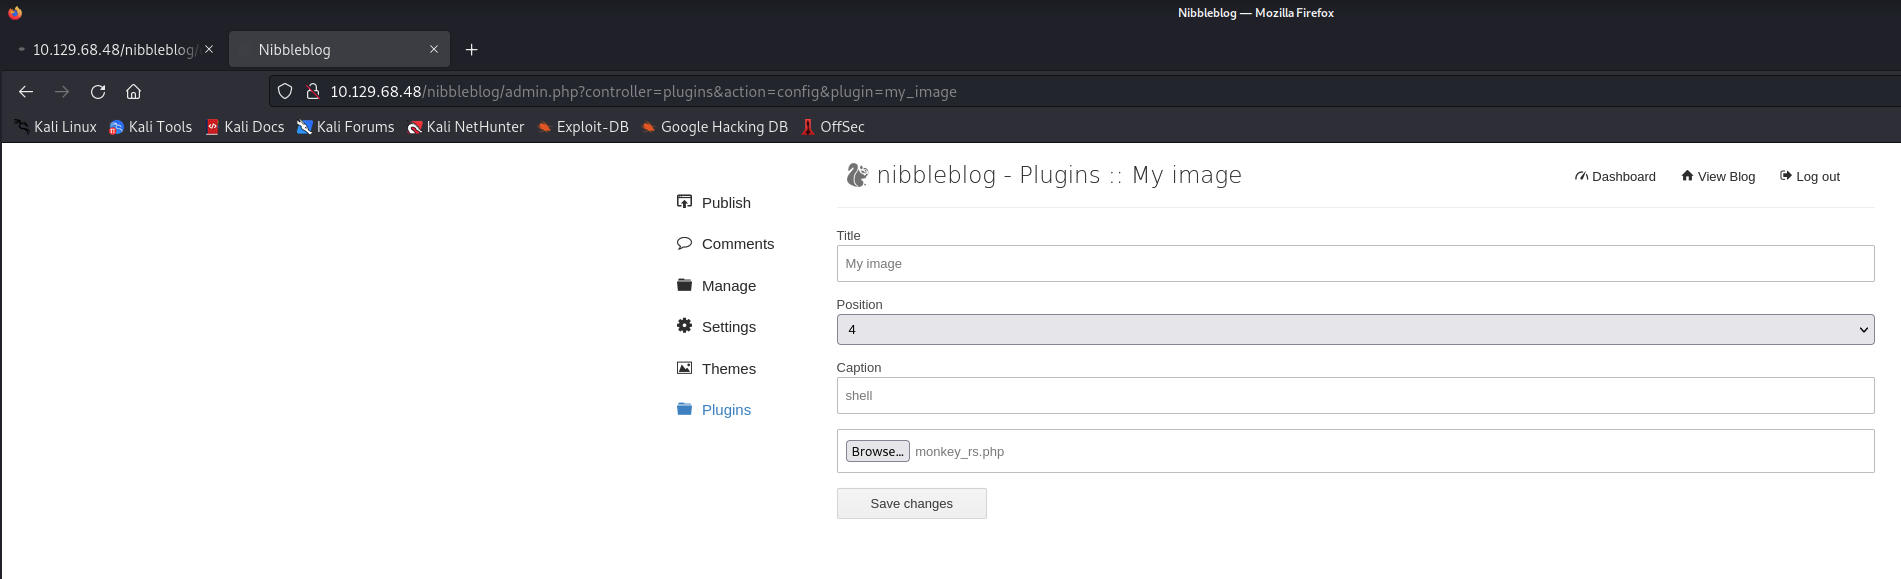 Nibbleblog — Mozilla Firefox
10.129.68.48/nibbleblog/
Nibbleblog
10.129.68.48/nibbleblog/admin.php?controller=plugins&action=config&plugin=my_image
Kali Linux Kali Tools Kali Docs Kali Forums Kali NetHunter Exploit-DB Google Hacking DB OffSec
nibbleblog - Plugins :: My image
Dashboard View Blog Log out
Publish
Comments
Manage
Settings
Themes
Plugins
Title
My image
Position
4
Caption
shell
Browse... monkey_rs.php
Save changes